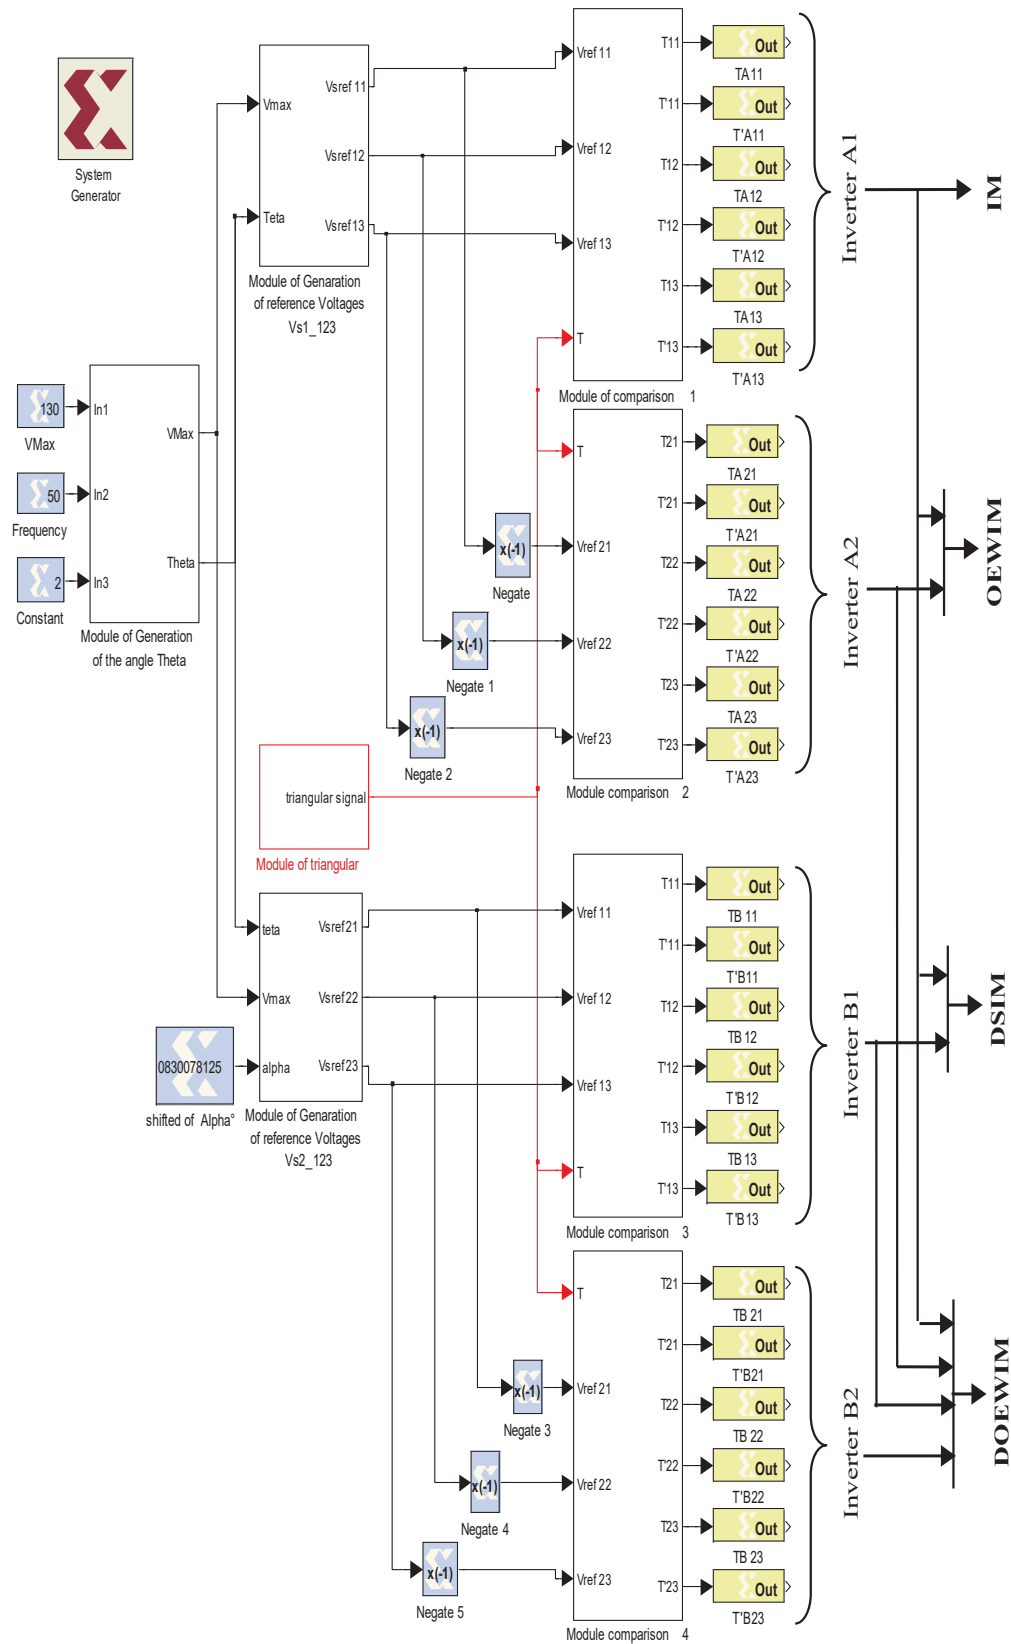 System
Generator
130
VMax
50
Frequency
2
Constant
In1
In2
In3
VMax
Theta
Module of Generation
of the angle Theta
Vmax
Teta
Vsref 11
Vsref12
Vsref13
Module of Genaration
of reference Voltages
Vs1_123
x(-1)
Negate
x(-1)
Negate 1
x(-1)
Negate 2
triangular signal
Module of triangular
teta
Vmax
alpha
Vsref21
Vsref22
Vsref23
0830078125
shifted of Alpha°
Module of Genaration
of reference Voltages
Vs2_123
x(-1)
Negate 3
x(-1)
Negate 4
x(-1)
Negate 5
Vref 11
Vref 12
Vref 13
T
T11
T'11
T12
T'12
T13
T'13
Module of comparison 1
Out
TA11
Out
T'A11
Out
TA12
Out
T'A12
Out
TA13
Out
T'A13
Inverter A1
IM
T
Vref 21
Vref 22
Vref 23
T21
T'21
T22
T'22
T23
T'23
Module comparison 2
Out
TA21
Out
T'A21
Out
TA22
Out
T'A22
Out
TA23
Out
T'A23
Inverter A2
OEWIM
Vref 11
Vref 12
Vref 13
T
T11
T'11
T12
T'12
T13
T'13
Module comparison 3
Out
TB 11
Out
T'B11
Out
TB 12
Out
T'B12
Out
TB 13
Out
T'B13
Inverter B1
DSIM
T
Vref 21
Vref 22
Vref 23
T21
T'21
T22
T'22
T23
T'23
Module comparison 4
Out
TB 21
Out
T'B21
Out
TB 22
Out
T'B22
Out
TB 23
Out
T'B23
Inverter B2
DOEWIM